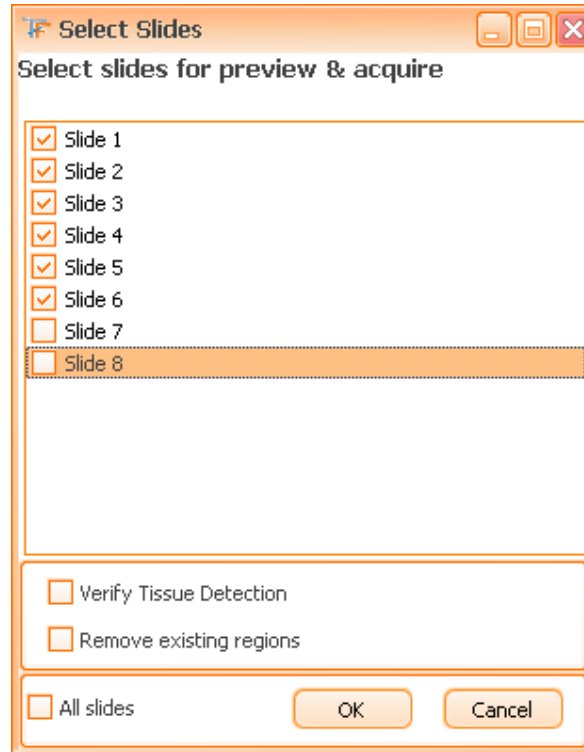 Select Slides
Select slides for preview & acquire
Slide 1
Slide 2
Slide 3
Slide 4
Slide 5
Slide 6
Slide 7
Slide 8
Verify Tissue Detection
Remove existing regions
All slides OK Cancel